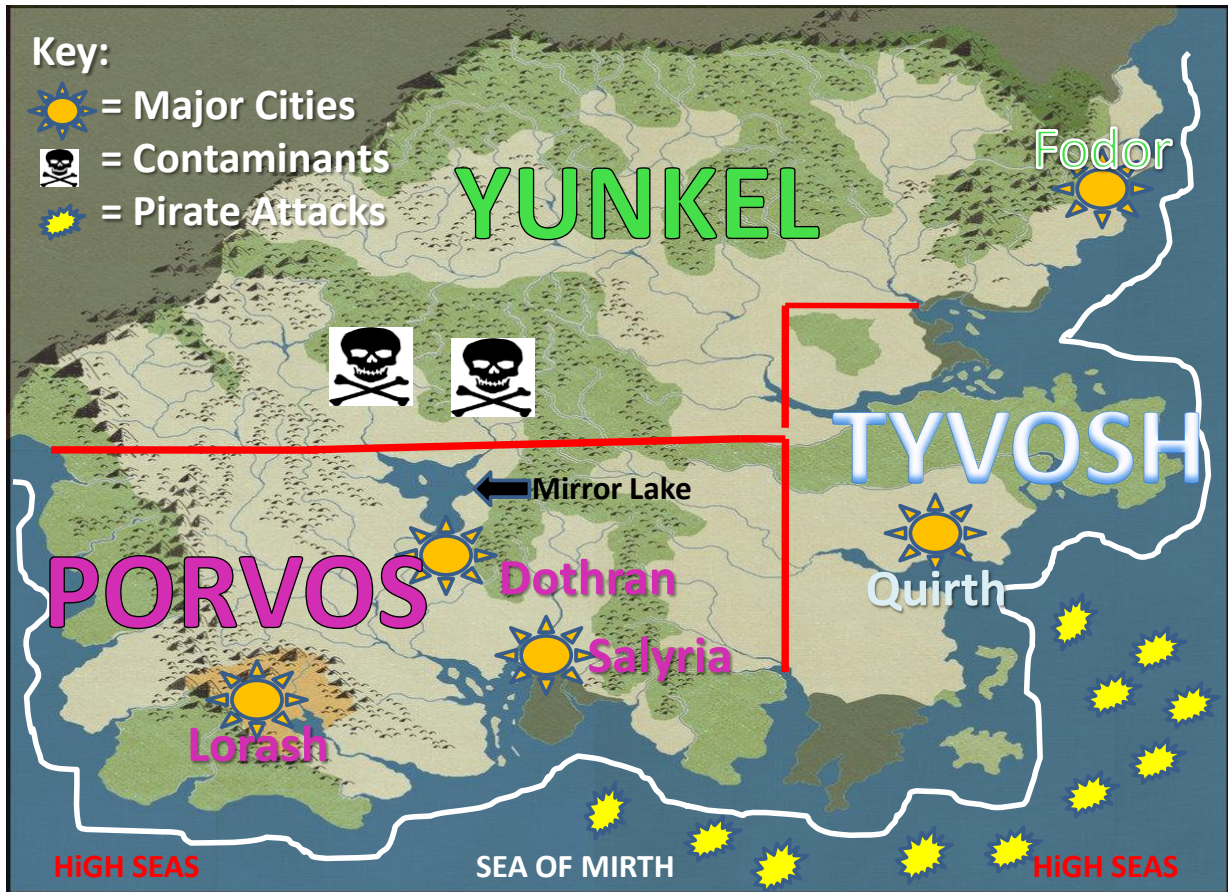 Key:
= Major Cities
= Contaminants
= Pirate Attacks
Fodor
YUNKEL
TYVOSH
Mirror Lake
PORVOS
Dothran
Quirth
Salyria
Lorash
HiGH SEAS
SEA OF MIRTH
HiGH SEAS